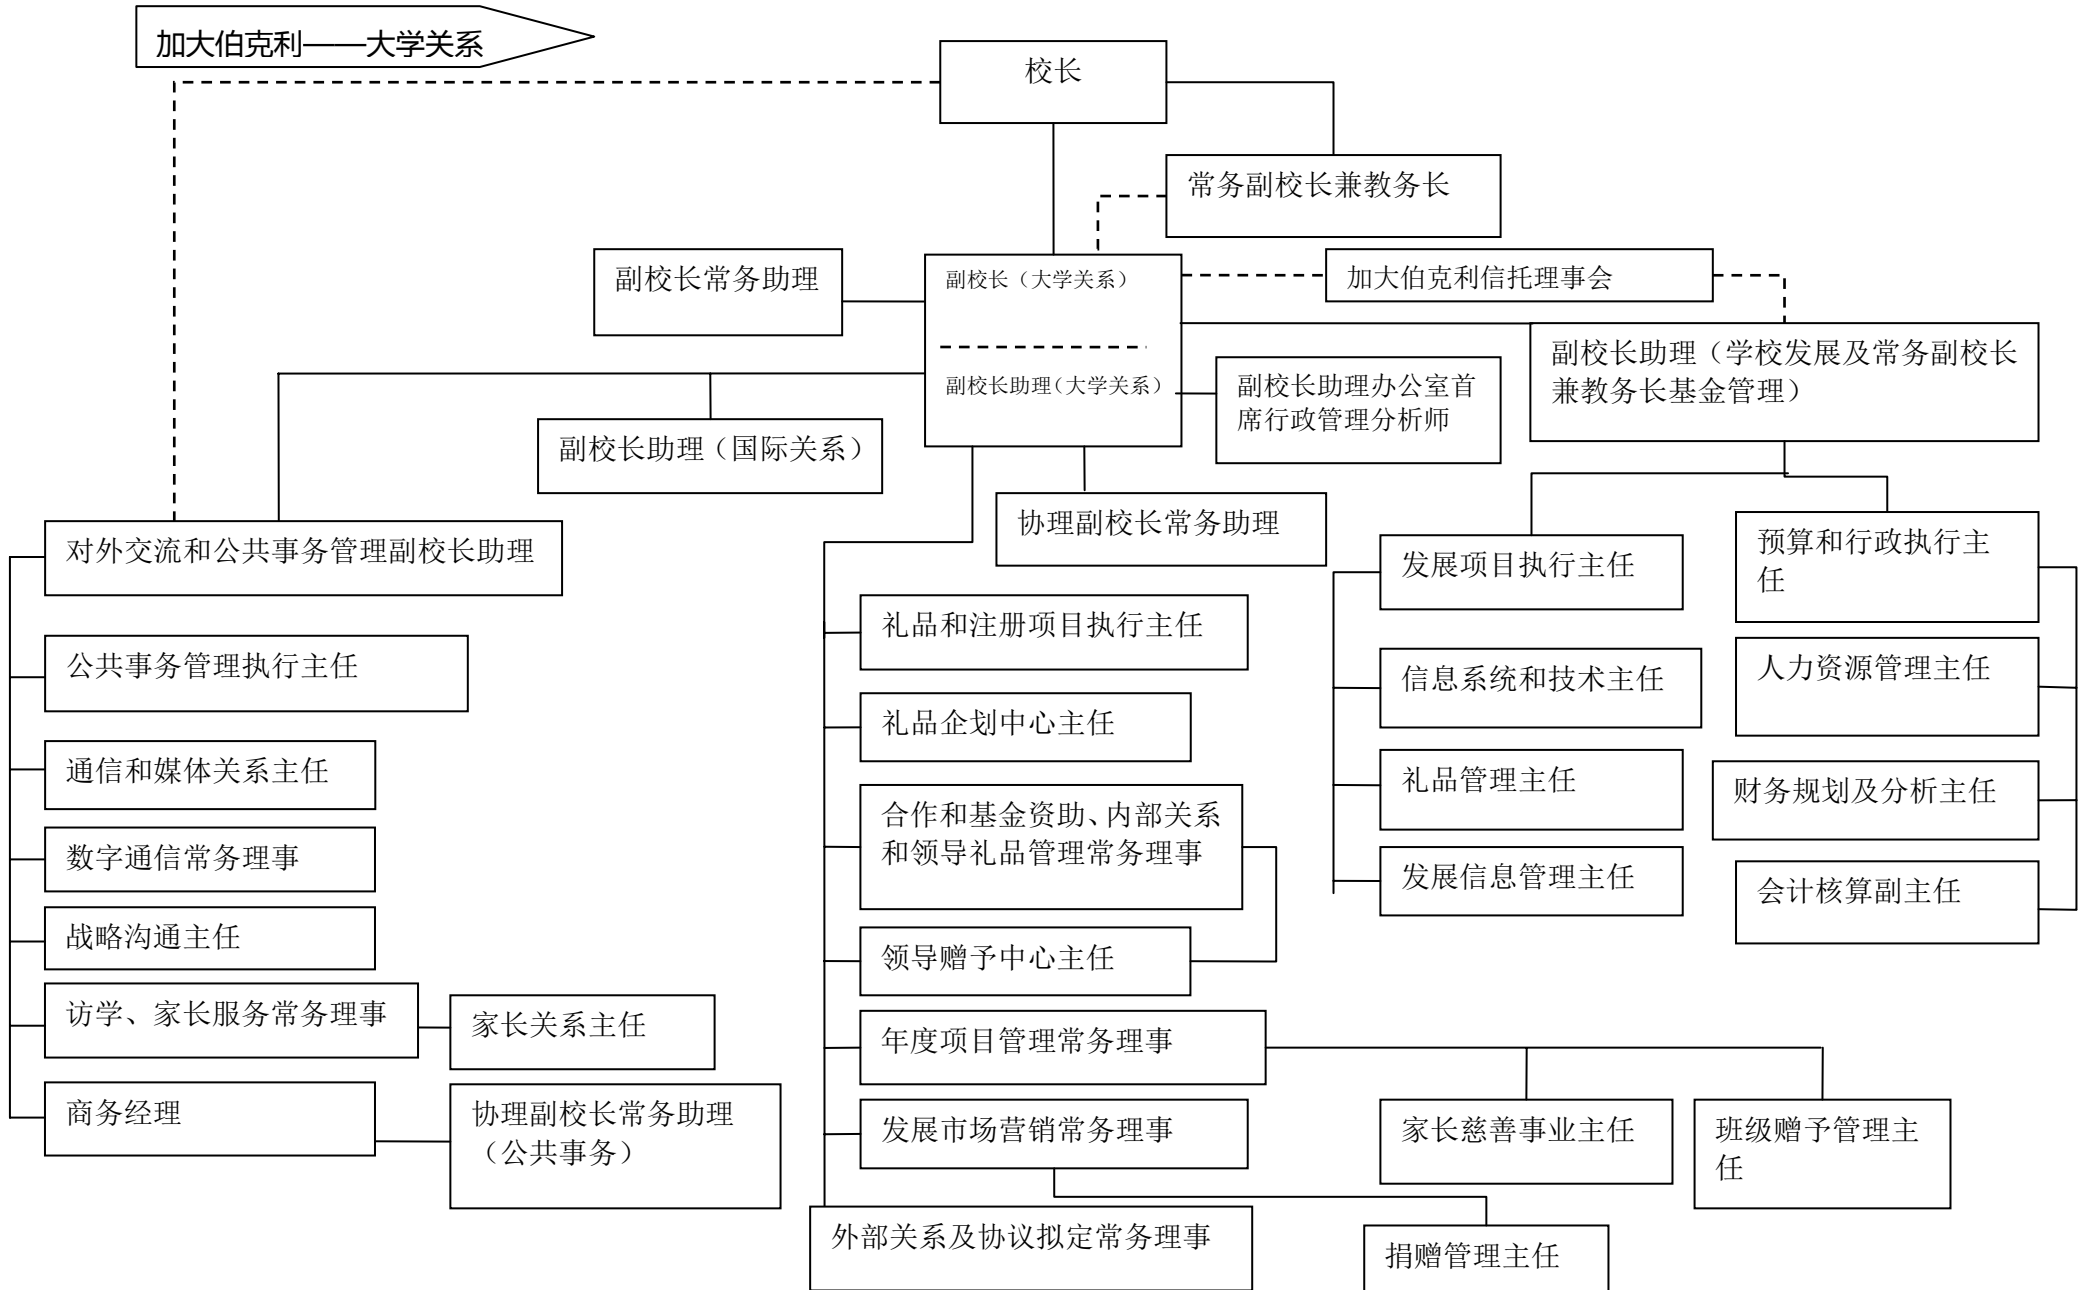 加大伯克利——大学关系
校长
常务副校长兼教务长
副校长常务助理
副校长（大学关系）
加大伯克利信托理事会
副校长助理（大学关系）
副校长助理办公室首
席行政管理分析师
副校长助理（学校发展及常务副校长
兼教务长基金管理）
副校长助理（国际关系）
协理副校长常务助理
对外交流和公共事务管理副校长助理
公共事务管理执行主任
通信和媒体关系主任
数字通信常务理事
战略沟通主任
访学、家长服务常务理事
家长关系主任
商务经理
协理副校长常务助理
（公共事务）
礼品和注册项目执行主任
礼品企划中心主任
合作和基金资助、内部关系
和领导礼品管理常务理事
领导赠予中心主任
年度项目管理常务理事
发展市场营销常务理事
外部关系及协议拟定常务理事
家长慈善事业主任
班级赠予管理主
任
捐赠管理主任
发展项目执行主任
信息系统和技术主任
礼品管理主任
发展信息管理主任
预算和行政执行主
任
人力资源管理主任
财务规划及分析主任
会计核算副主任